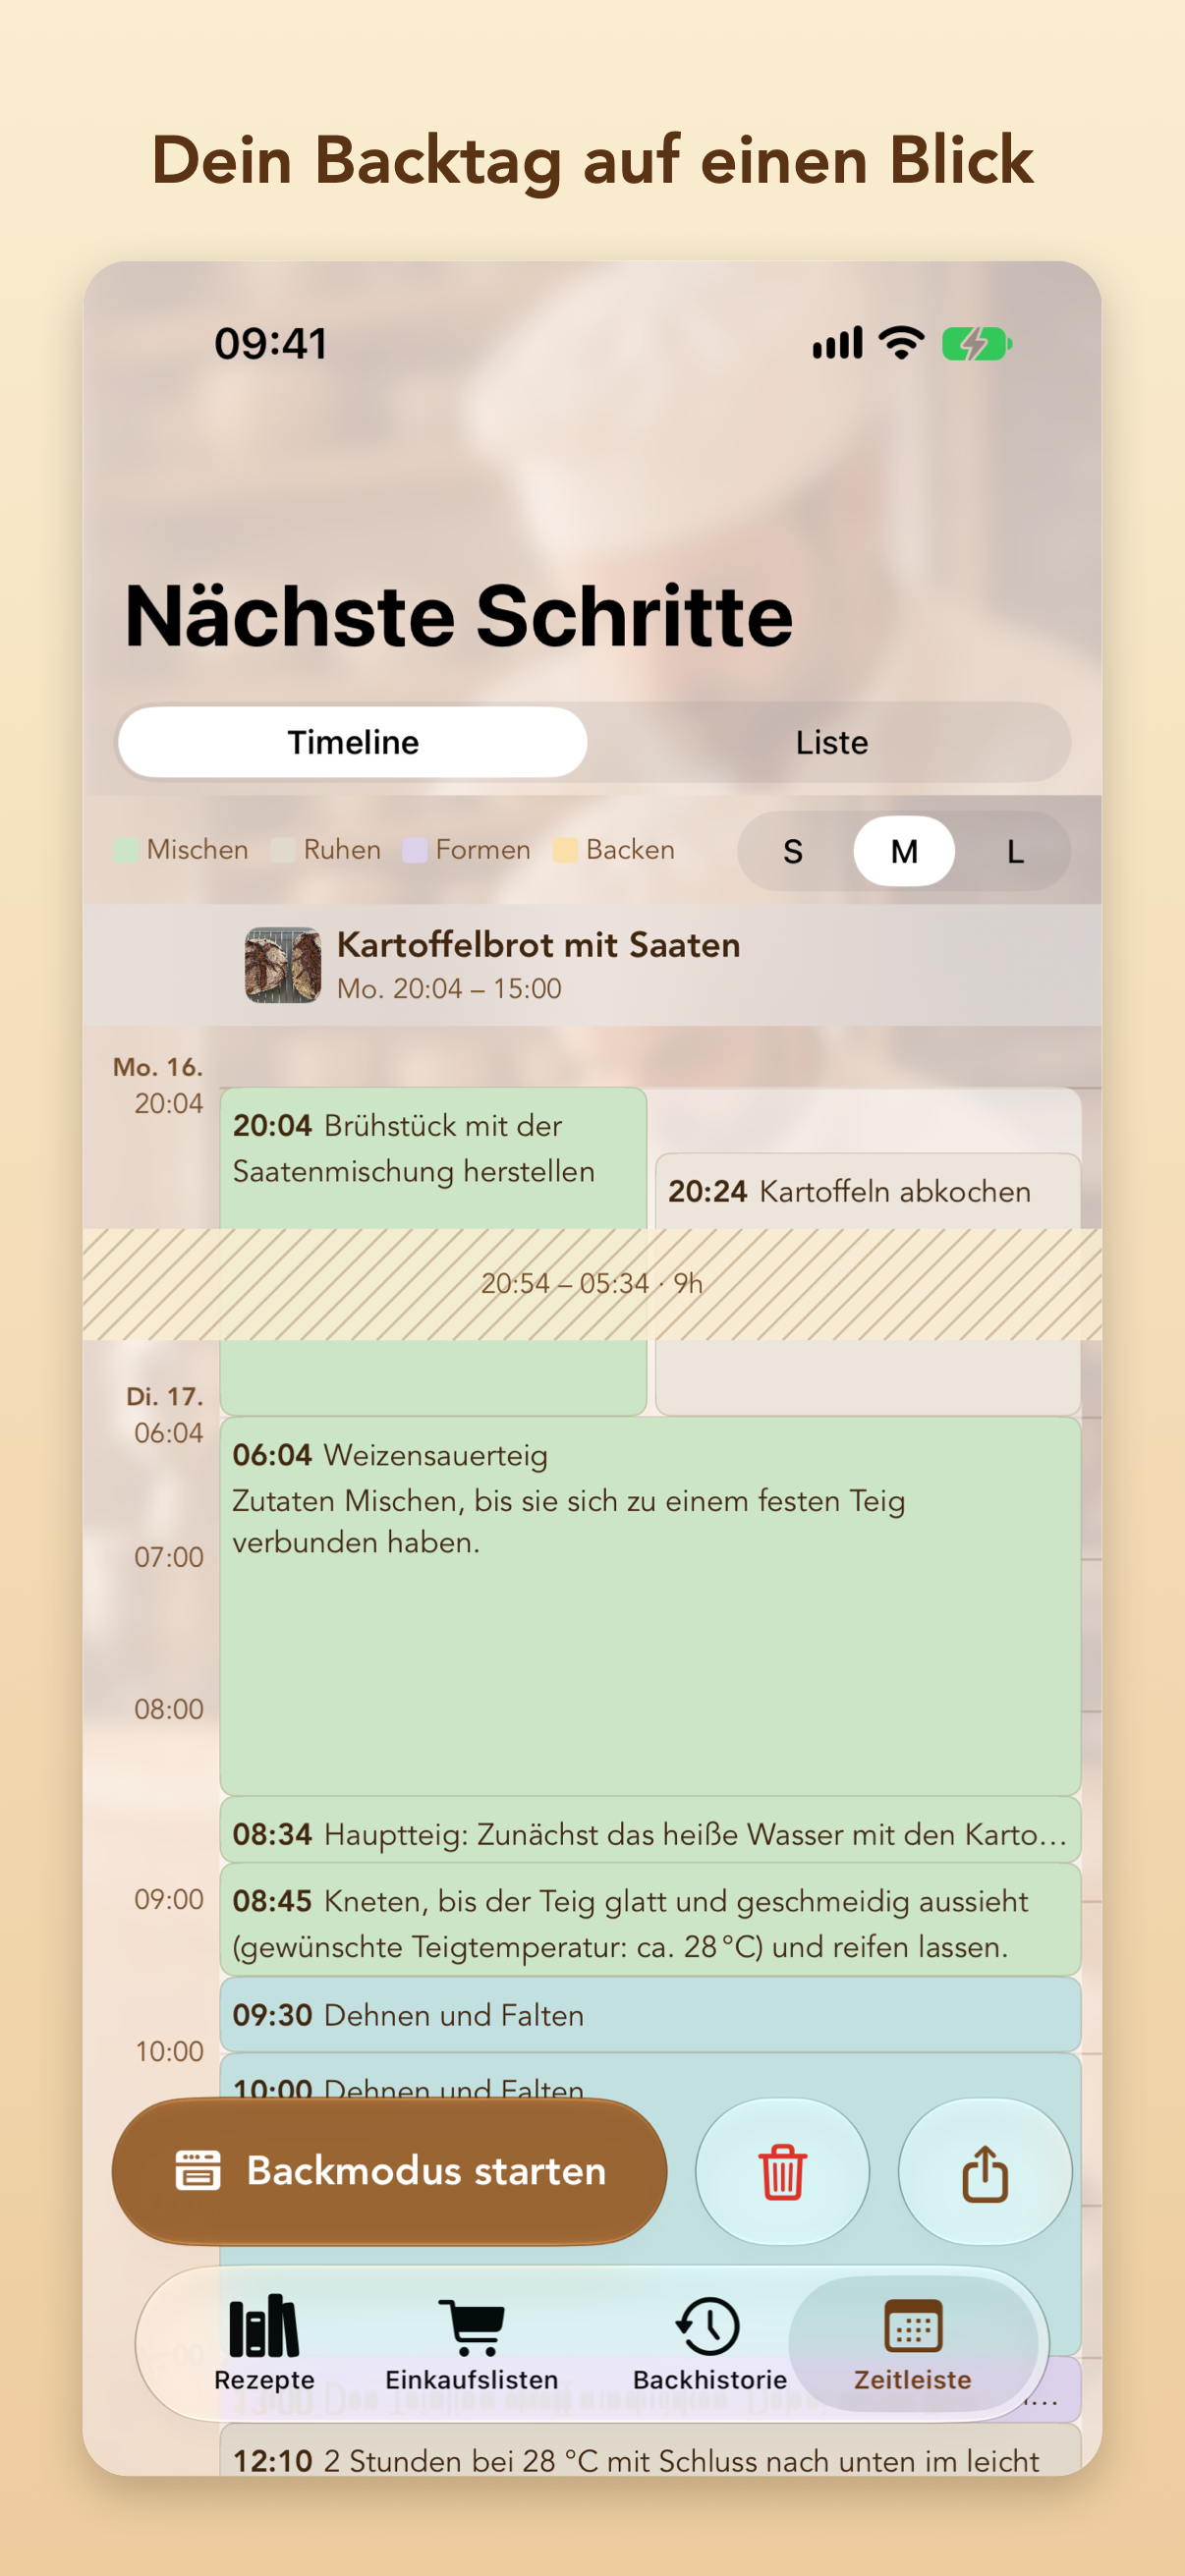 Dein Backtag auf einen Blick
09:41
Nächste Schritte
Timeline
Liste
Mischen
Ruhen
Formen
Backen
S
M
L
Kartoffelbrot mit Saaten
Mo. 20:04 – 15:00
Mo. 16.
20:04
20:04 Brühstück mit der
Saatenmischung herstellen
20:24 Kartoffeln abkochen
20:54 – 05:34 · 9h
Di. 17.
06:04
06:04 Weizensauerteig
Zutaten Mischen, bis sie sich zu einem festen Teig
verbunden haben.
07:00
08:00
08:34 Hauptteig: Zunächst das heiße Wasser mit den Karto…
09:00
08:45 Kneten, bis der Teig glatt und geschmeidig aussieht
(gewünschte Teigtemperatur: ca. 28 °C) und reifen lassen.
09:30 Dehnen und Falten
10:00
10:00 Dehnen und Falten
Backmodus starten
Rezepte
Einkaufslisten
Backhistorie
Zeitleiste
12:10 2 Stunden bei 28 °C mit Schluss nach unten im leicht